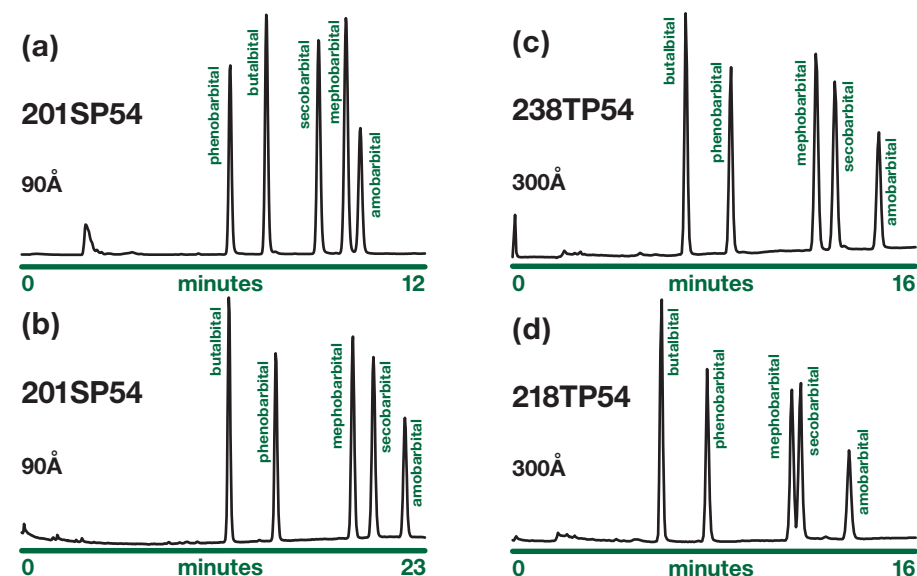 (a)
201SP54
90Å
phenobarbital
butalbital
secobarbital
mephobarbital
amobarbital
0 minutes 12
(b)
201SP54
90Å
butalbital
phenobarbital
mephobarbital
secobarbital
amobarbital
0 minutes 23
(c)
238TP54
300Å
butalbital
phenobarbital
mephobarbital
secobarbital
amobarbital
0 minutes 16
(d)
218TP54
300Å
butalbital
phenobarbital
mephobarbital
secobarbital
amobarbital
0 minutes 16